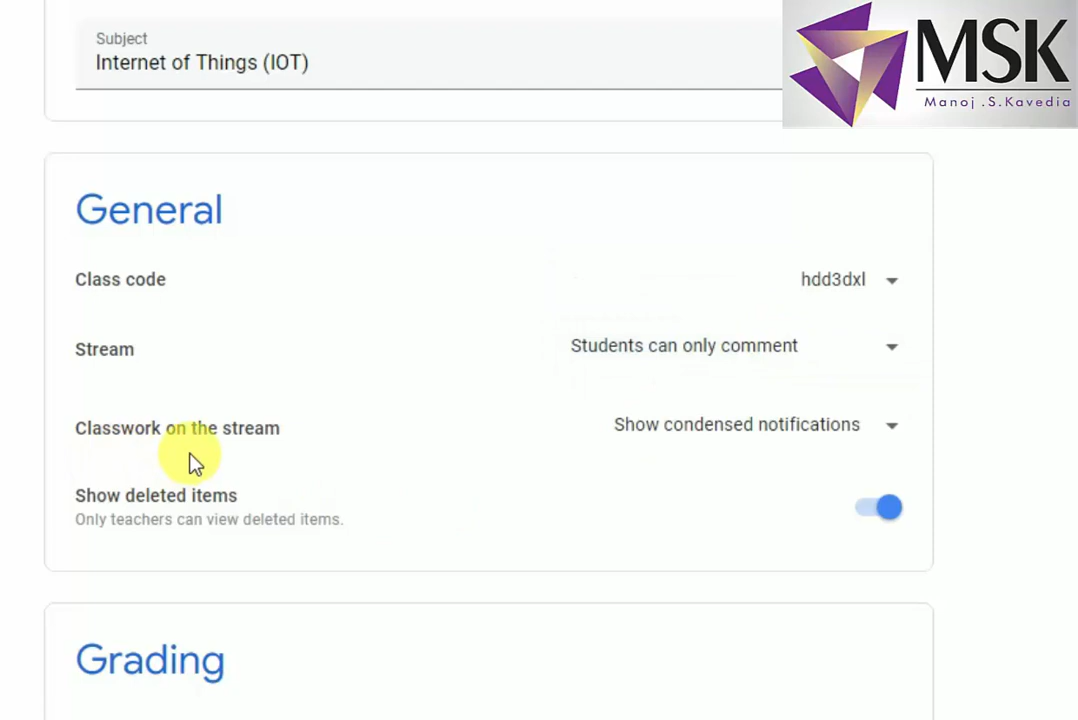 Subject
Internet of Things (IOT)
MSK
Manoj .S.Kavedia
General
Class code
hdd3dxl
Stream
Students can only comment
Classwork on the stream
Show condensed notifications
Show deleted items
Only teachers can view deleted items.
Grading